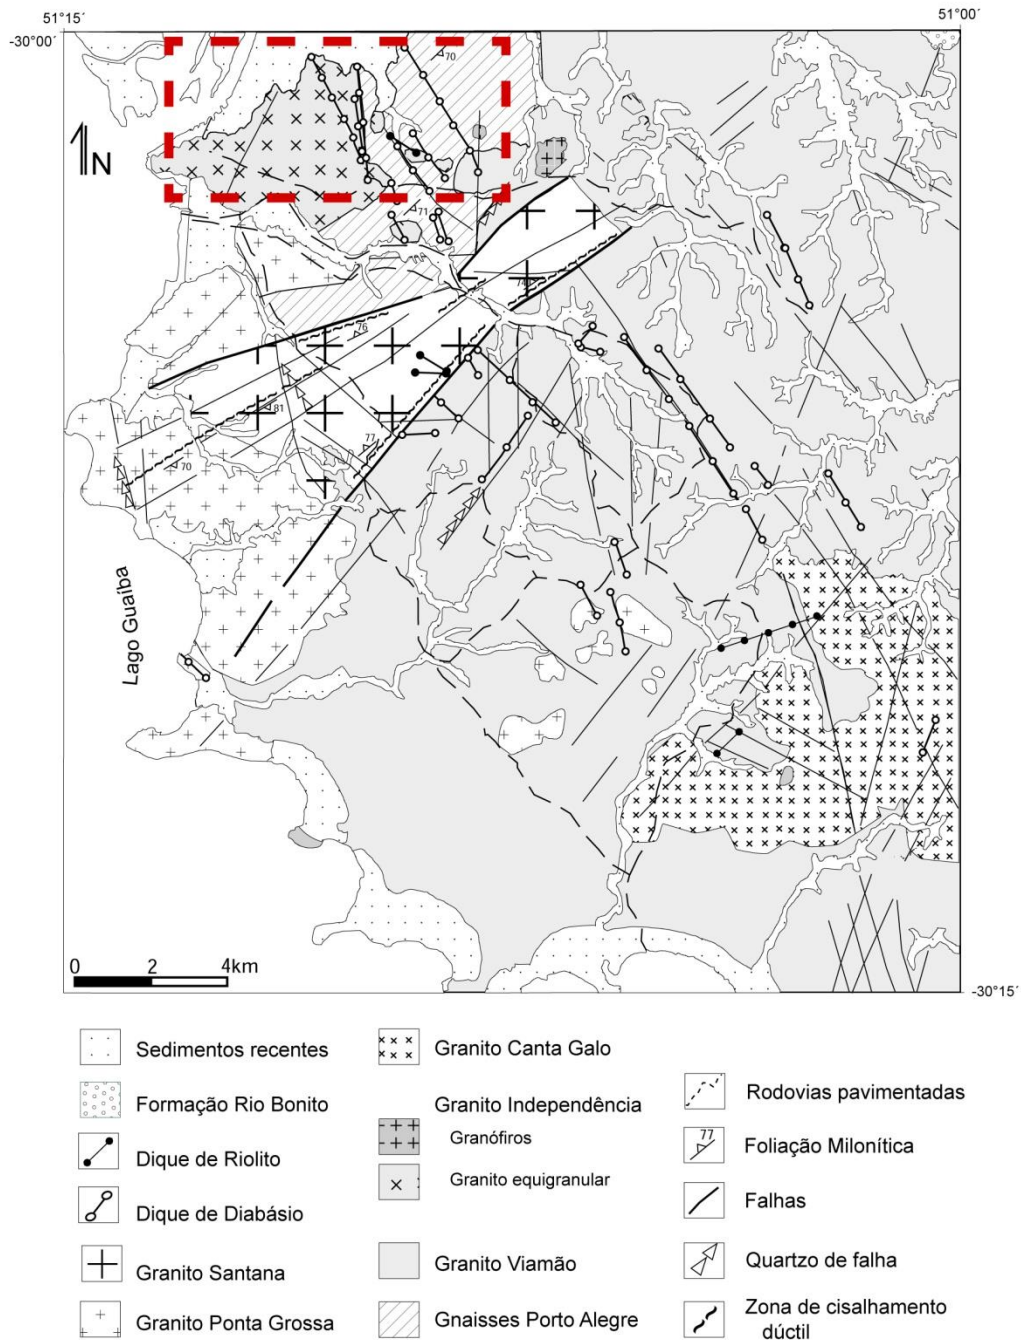 51°15´
51°00´
-30°00´
70
N
71
74
76
81
77
70
Lago Guaíba
0 2 4km
-30°15´
Sedimentos recentes
Formação Rio Bonito
Dique de Riolito
Dique de Diabásio
Granito Santana
Granito Ponta Grossa
Granito Canta Galo
Granito Independência
Granófiros
Granito equigranular
Granito Viamão
Gnaisses Porto Alegre
Rodovias pavimentadas
77
Foliação Milonítica
Falhas
Quartzo de falha
Zona de cisalhamento
dúctil